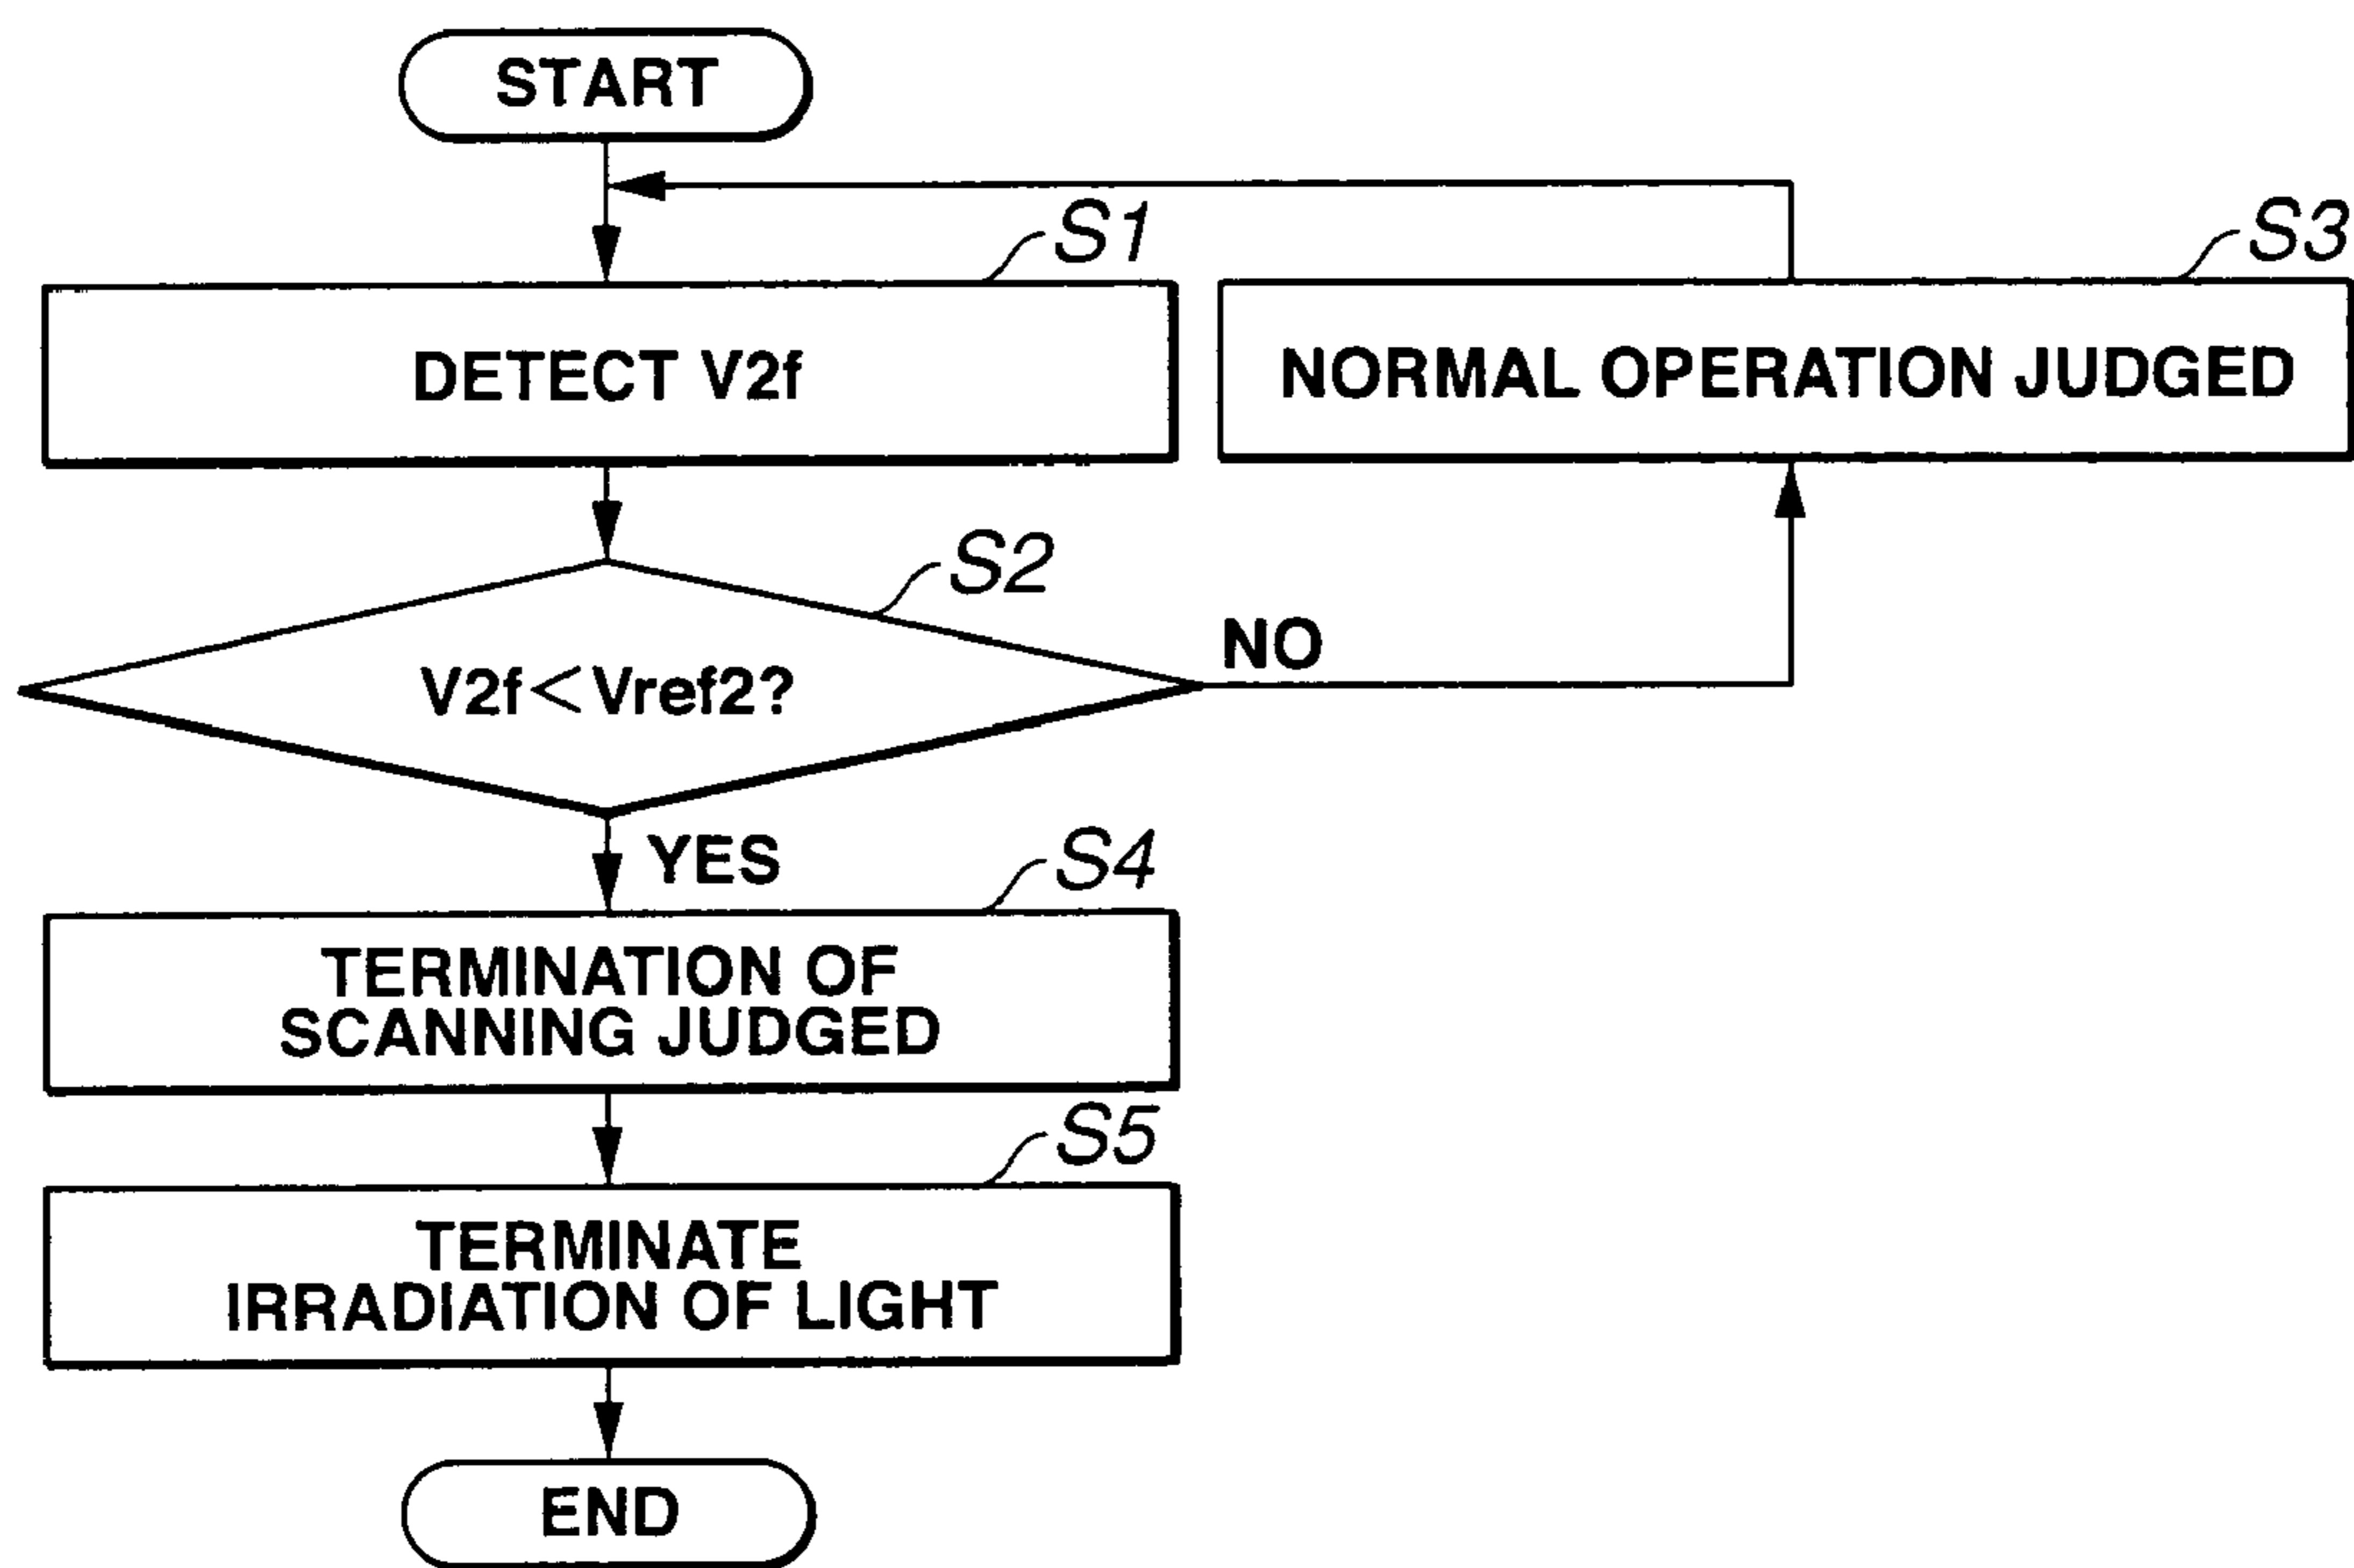 START
S1
DETECT V2f
S3
NORMAL OPERATION JUDGED
S2
V2f<Vref2?
NO
YES
S4
TERMINATION OF
SCANNING JUDGED
S5
TERMINATE
IRRADIATION OF LIGHT
END